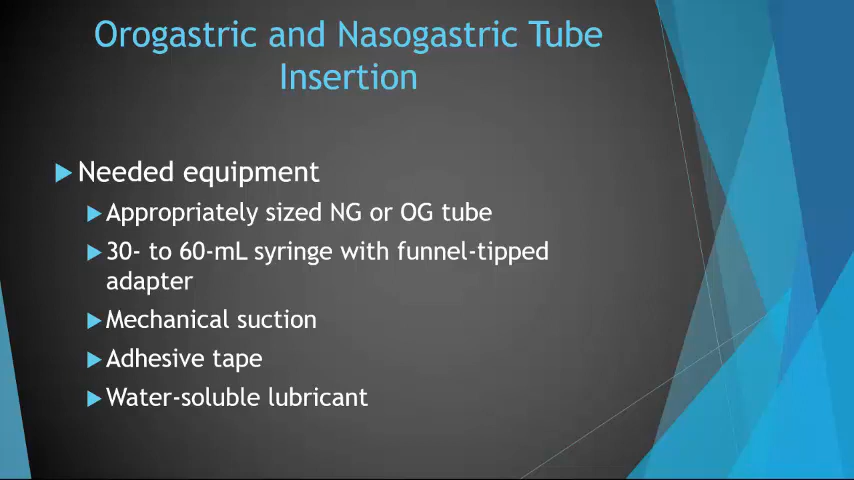 Orogastric and Nasogastric Tube
Insertion
Needed equipment
Appropriately sized NG or OG tube
30- to 60-mL syringe with funnel-tipped
adapter
Mechanical suction
Adhesive tape
Water-soluble lubricant